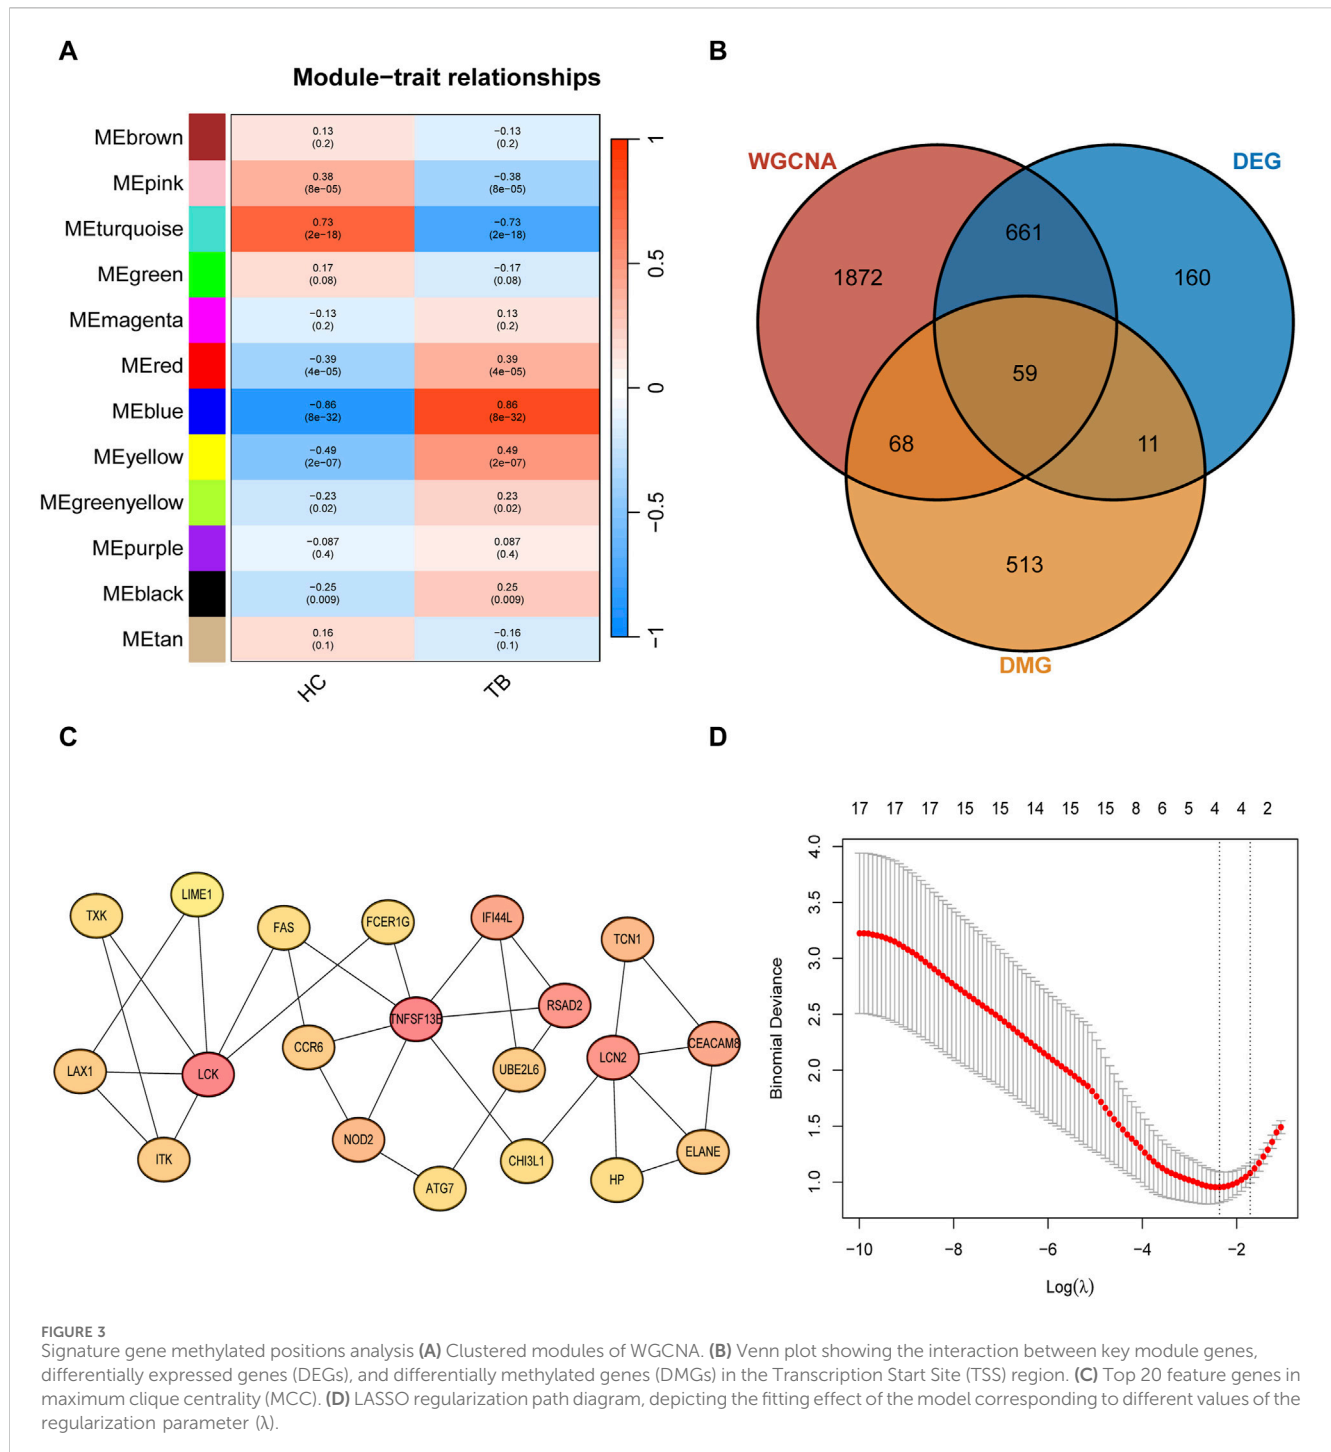 A
Module−trait relationships
MEbrown
0.13
(0.2)
−0.13
(0.2)
MEpink
0.38
(8e−05)
−0.38
(8e−05)
MEturquoise
0.73
(2e−18)
−0.73
(2e−18)
MEgreen
0.17
(0.08)
−0.17
(0.08)
MEmagenta
−0.13
(0.2)
0.13
(0.2)
MEred
−0.39
(4e−05)
0.39
(4e−05)
MEblue
−0.86
(8e−32)
0.86
(8e−32)
MEyellow
−0.49
(2e−07)
0.49
(2e−07)
MEgreenyellow
−0.23
(0.02)
0.23
(0.02)
MEpurple
−0.087
(0.4)
0.087
(0.4)
MEblack
−0.25
(0.009)
0.25
(0.009)
MEtan
0.16
(0.1)
−0.16
(0.1)
HC
TB
1
0.5
0
−0.5
−1
B
WGCNA
DEG
661
1872
160
59
68
11
513
DMG
C
LIME1
TXK
FAS
FCER1G
IFI44L
TCN1
RSAD2
TNFSF13B
CCR6
LCN2
CEACAM8
LAX1
LCK
UBE2L6
NOD2
ITK
CHI3L1
ELANE
HP
ATG7
D
17 17 17 15 15 14 15 15 8 6 5 4 4 2
4.0
3.5
3.0
2.5
2.0
1.5
1.0
Binomial Deviance
−10 −8 −6 −4 −2
Log(λ)
FIGURE 3
Signature gene methylated positions analysis (A) Clustered modules of WGCNA. (B) Venn plot showing the interaction between key module genes,
differentially expressed genes (DEGs), and differentially methylated genes (DMGs) in the Transcription Start Site (TSS) region. (C) Top 20 feature genes in
maximum clique centrality (MCC). (D) LASSO regularization path diagram, depicting the fitting effect of the model corresponding to different values of the
regularization parameter (λ).